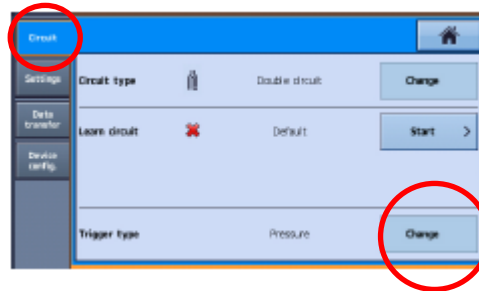 Circuit
Settings
Data
transfer
Device
config.
Circuit type
Double circuit
Change
Learn circuit
Default
Start
Trigger type
Pressure
Change